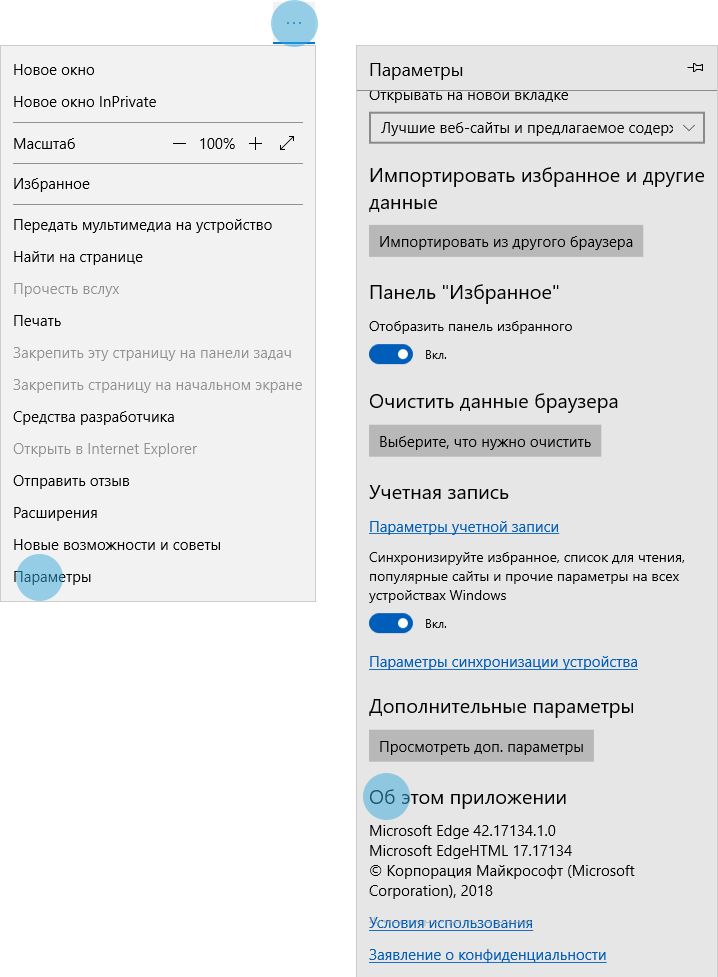 ...
Новое окно
Новое окно InPrivate
Масштаб — 100% +
Избранное
Передать мультимедиа на устройство
Найти на странице
Прочесть вслух
Печать
Закрепить эту страницу на панели задач
Закрепить страницу на начальном экране
Средства разработчика
Открыть в Internet Explorer
Отправить отзыв
Расширения
Новые возможности и советы
Параметры
Параметры
Открывать на новой вкладке
Лучшие веб-сайты и предлагаемое содер
Импортировать избранное и другие
данные
Импортировать из другого браузера
Панель "Избранное"
Отобразить панель избранного
Вкл.
Очистить данные браузера
Выберите, что нужно очистить
Учетная запись
Параметры учетной записи
Синхронизируйте избранное, список для чтения,
популярные сайты и прочие параметры на всех
устройствах Windows
Вкл.
Параметры синхронизации устройства
Дополнительные параметры
Просмотреть доп. параметры
Об этом приложении
Microsoft Edge 42.17134.1.0
Microsoft EdgeHTML 17.17134
© Корпорация Майкрософт (Microsoft
Corporation), 2018
Условия использования
Заявление о конфиденциальности